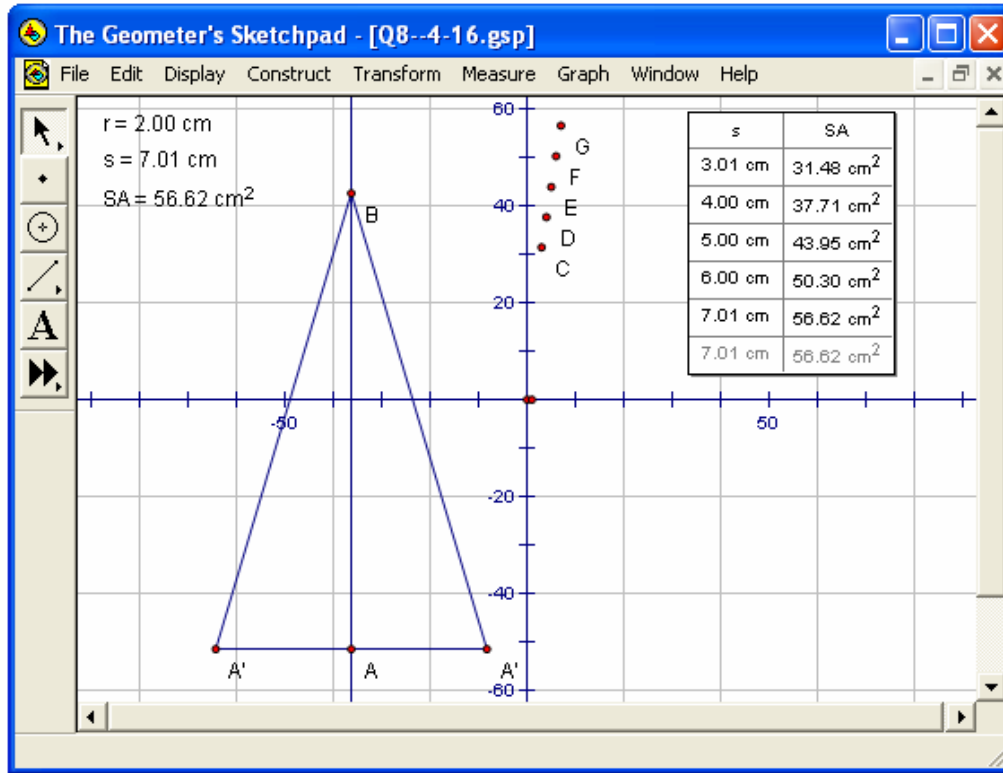 The Geometer's Sketchpad - [Q8--4-16.gsp]
File Edit Display Construct Transform Measure Graph Window Help
A
r = 2.00 cm
s = 7.01 cm
SA = 56.62 cm²
60
40
20
-20
-40
-60
-50
50
B
G
F
E
D
C
A' A A'
s SA
3.01 cm 31.48 cm²
4.00 cm 37.71 cm²
5.00 cm 43.95 cm²
6.00 cm 50.30 cm²
7.01 cm 56.62 cm²
7.01 cm 56.62 cm²